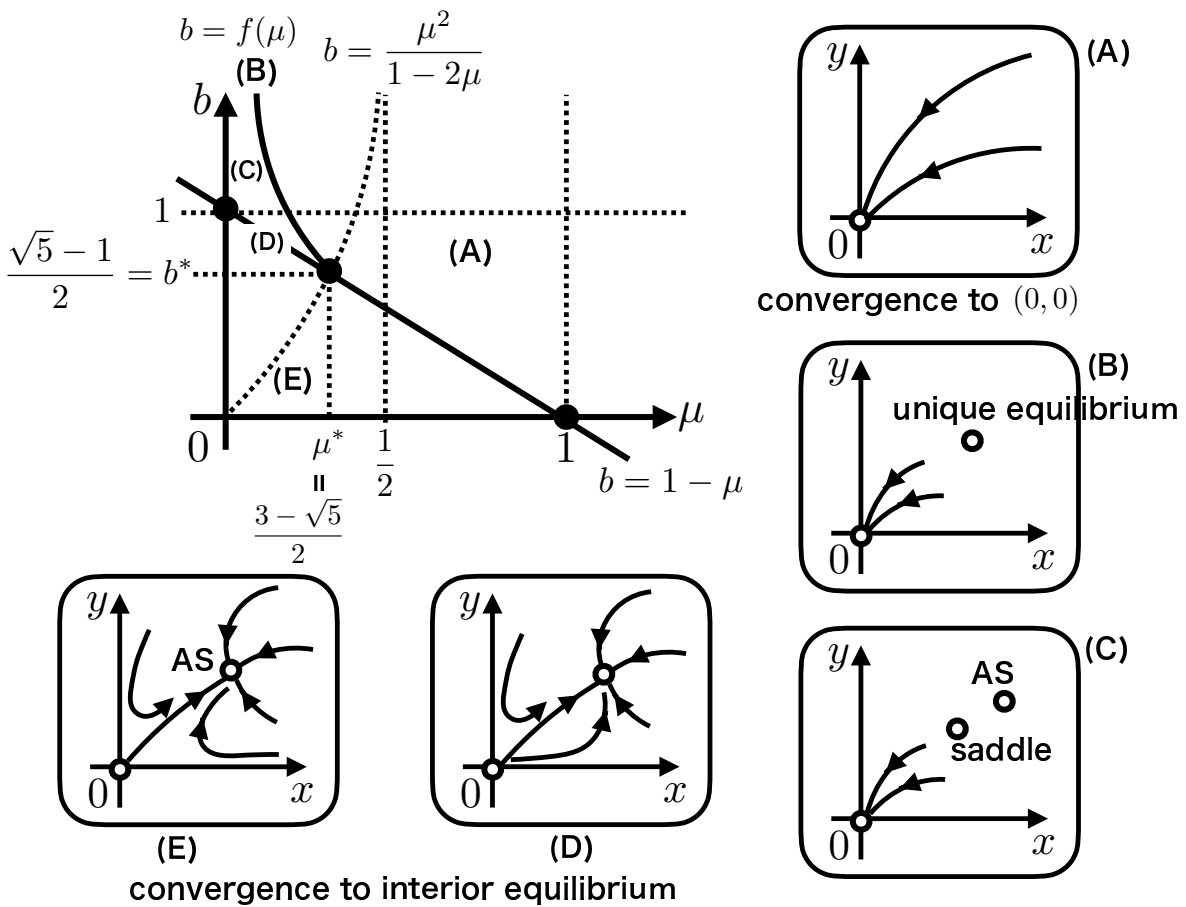 b = f(μ)
b = μ² / (1 − 2μ)
(B)
b
(C)
1
(D)
(A)
(√5 − 1) / 2 = b*
(E)
0
μ*
=
(3 − √5) / 2
1/2
1
μ
b = 1 − μ
(A)
y
0
x
convergence to (0, 0)
(B)
y
unique equilibrium
0
x
(C)
y
AS
saddle
0
x
y
AS
0
x
(E)
y
0
x
(D)
convergence to interior equilibrium